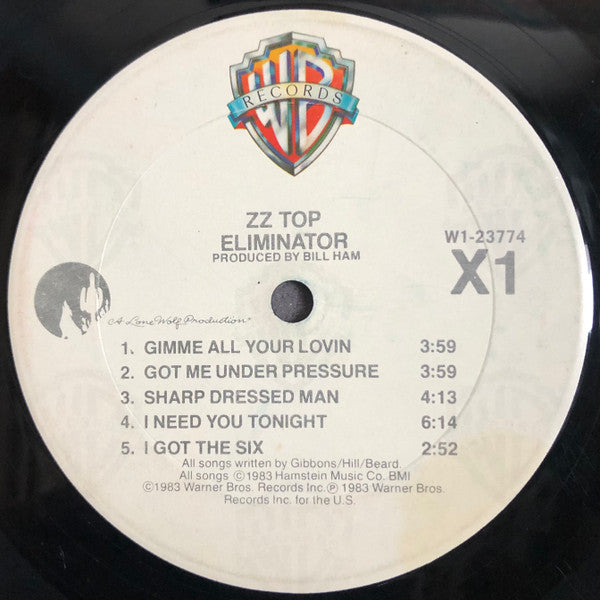 WB
RECORDS
ZZ TOP
ELIMINATOR
PRODUCED BY BILL HAM
W1-23774
X1
A Lone Wolf Production
1. GIMME ALL YOUR LOVIN 3:59
2. GOT ME UNDER PRESSURE 3:59
3. SHARP DRESSED MAN 4:13
4. I NEED YOU TONIGHT 6:14
5. I GOT THE SIX 2:52
All songs written by Gibbons/Hill/Beard.
All songs ©1983 Hamstein Music Co. BMI
©1983 Warner Bros. Records Inc.℗1983 Warner Bros.
Records Inc. for the U.S.